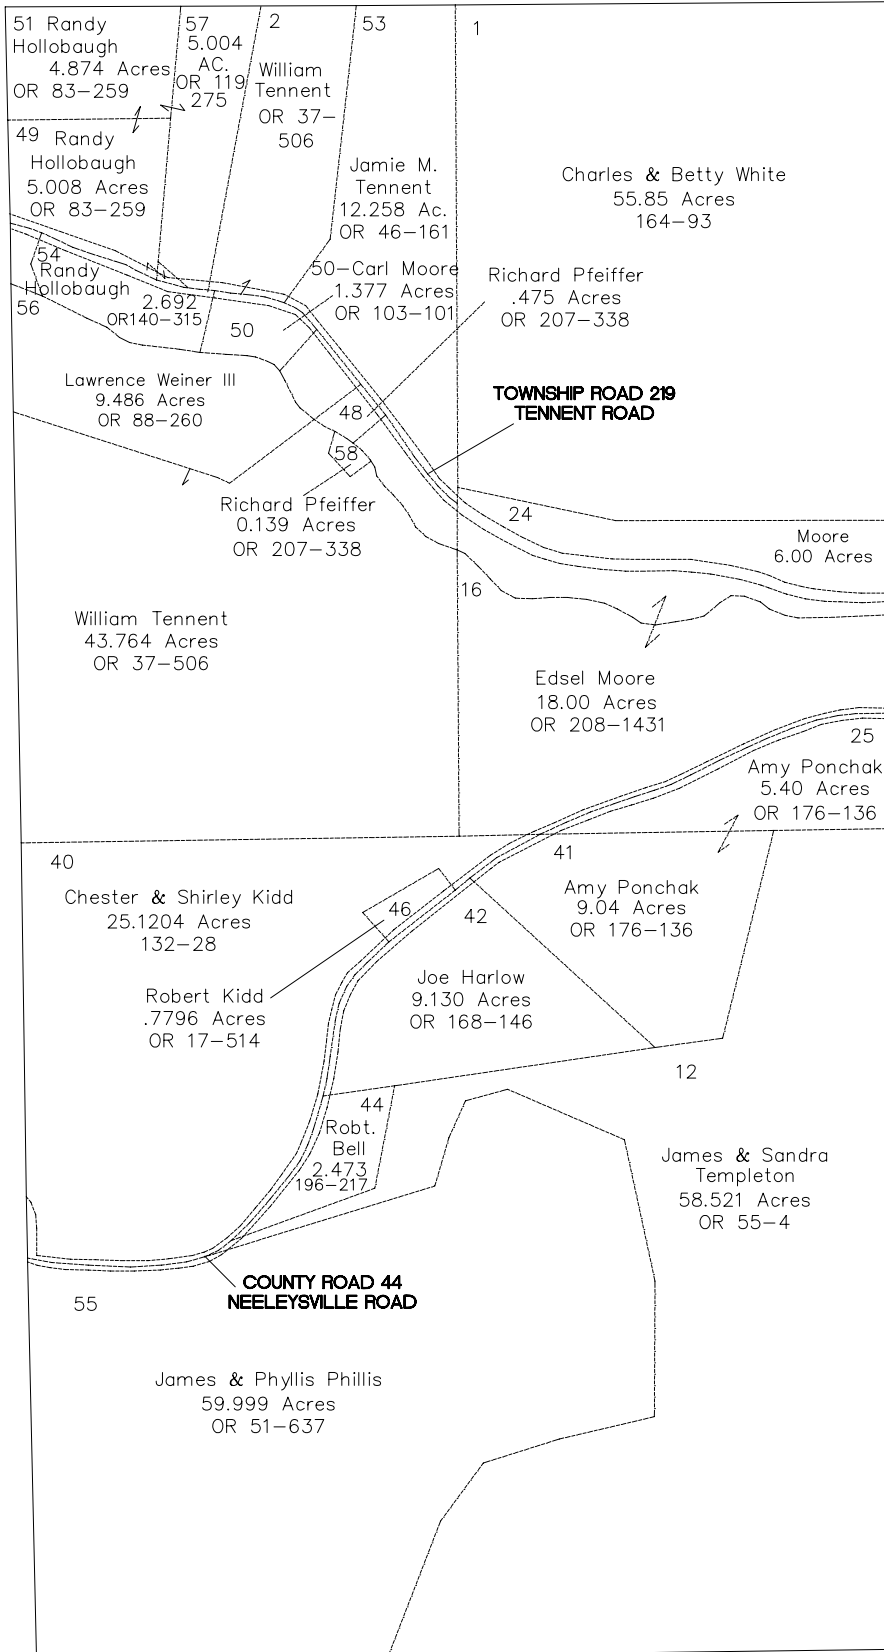 51 Randy
Hollobaugh
4.874 Acres
OR 83-259
57
5.004
AC.
OR 119
275
2
William
Tennent
OR 37-
506
53
Jamie M.
Tennent
12.258 Ac.
OR 46-161
1
Charles & Betty White
55.85 Acres
164-93
49 Randy
Hollobaugh
5.008 Acres
OR 83-259
54
Randy
Hollobaugh
2.692
OR140-315
56
50-Carl Moore
1.377 Acres
OR 103-101
50
Richard Pfeiffer
.475 Acres
OR 207-338
Lawrence Weiner III
9.486 Acres
OR 88-260
48
58
TOWNSHIP ROAD 219
TENNENT ROAD
Richard Pfeiffer
0.139 Acres
OR 207-338
24
Moore
6.00 Acres
16
William Tennent
43.764 Acres
OR 37-506
Edsel Moore
18.00 Acres
OR 208-1431
25
Amy Ponchak
5.40 Acres
OR 176-136
40
Chester & Shirley Kidd
25.1204 Acres
132-28
41
Amy Ponchak
9.04 Acres
OR 176-136
46
42
Robert Kidd
.7796 Acres
OR 17-514
Joe Harlow
9.130 Acres
OR 168-146
12
44
Robt.
Bell
2.473
196-217
James & Sandra
Templeton
58.521 Acres
OR 55-4
COUNTY ROAD 44
NEELEYSVILLE ROAD
55
James & Phyllis Phillis
59.999 Acres
OR 51-637